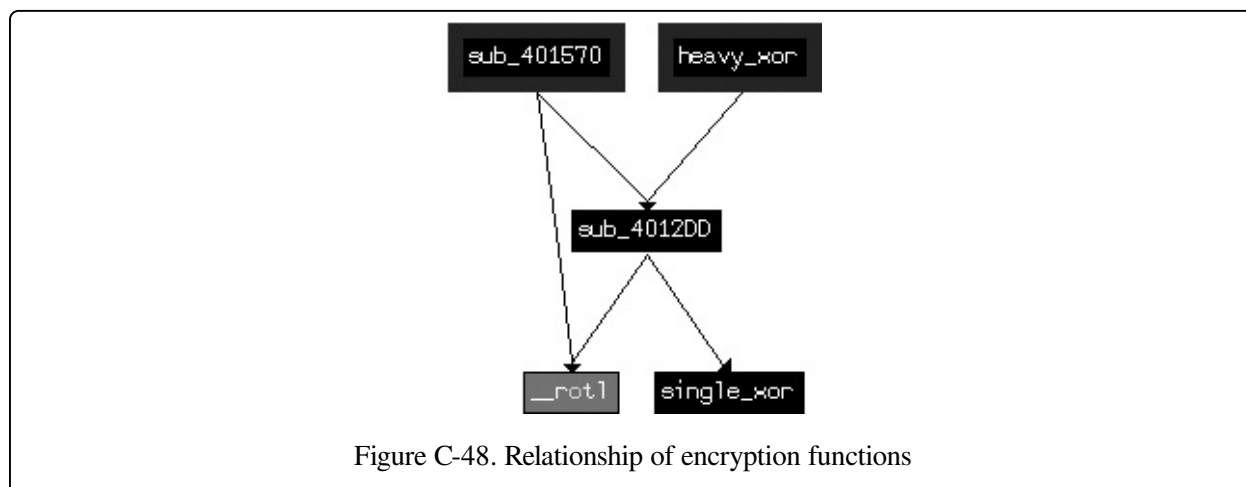 sub_401570
heavy_xor
sub_4012DD
__rotl
single_xor
Figure C-48. Relationship of encryption functions